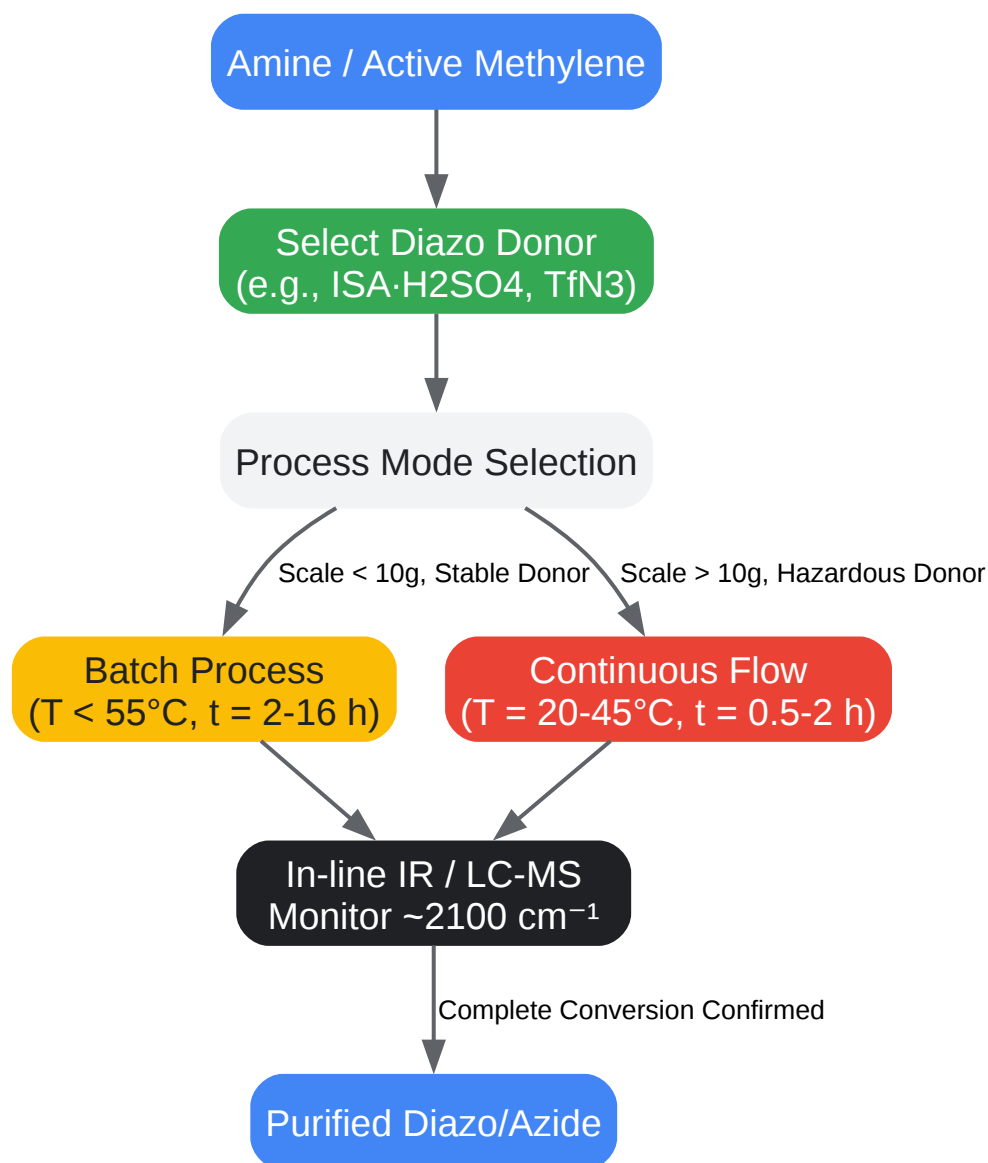 Amine / Active Methylene
Select Diazo Donor
(e.g., ISA·H2SO4, TfN3)
Process Mode Selection
Scale < 10g, Stable Donor
Scale > 10g, Hazardous Donor
Batch Process
(T < 55°C, t = 2-16 h)
Continuous Flow
(T = 20-45°C, t = 0.5-2 h)
In-line IR / LC-MS
Monitor ~2100 cm⁻¹
Complete Conversion Confirmed
Purified Diazo/Azide